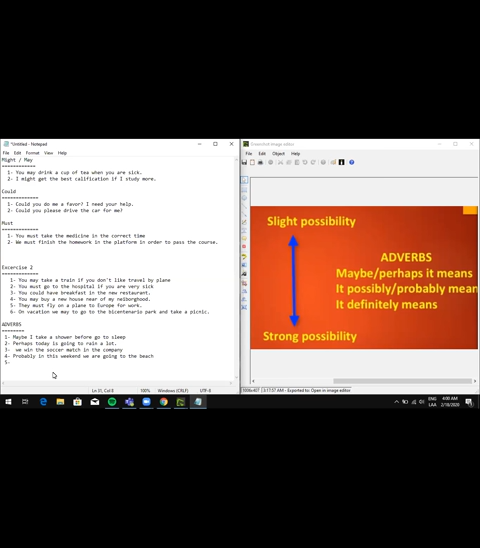 *Untitled - Notepad
File Edit Format View Help
Might / May
============
1- You may drink a cup of tea when you are sick.
2- I might get the best calification if I study more.
Could
============
1- Could you do me a favor? I need your help.
2- Could you please drive the car for me?
Must
============
1- You must take the medicine in the correct time
2- We must finish the homework in the platform in order to pass the course.
Excercise 2
============
1- You may take a train if you don't like travel by plane
2- You must go to the hospital if you are very sick
3- You could have breakfast in the new restaurant.
4- You may buy a new house near of my neiborghood.
5- They must fly on a plane to Europe for work.
6- On vacation we may to go to the bicentenario park and take a picnic.
ADVERBS
========
1- Maybe I take a shower before go to sleep
2- Perhaps today is going to rain a lot.
3- we win the soccer match in the company
4- Probably in this weekend we are going to the beach
5-
Ln 31, Col 8
100%
Windows (CRLF)
UTF-8
Greenshot image editor
File Edit Object Help
Slight possibility
ADVERBS
Maybe/perhaps it means
It possibly/probably mean
It definitely means
Strong possibility
Exported to: Open in image editor
ENG
LAA
4:00 AM
2/18/2020